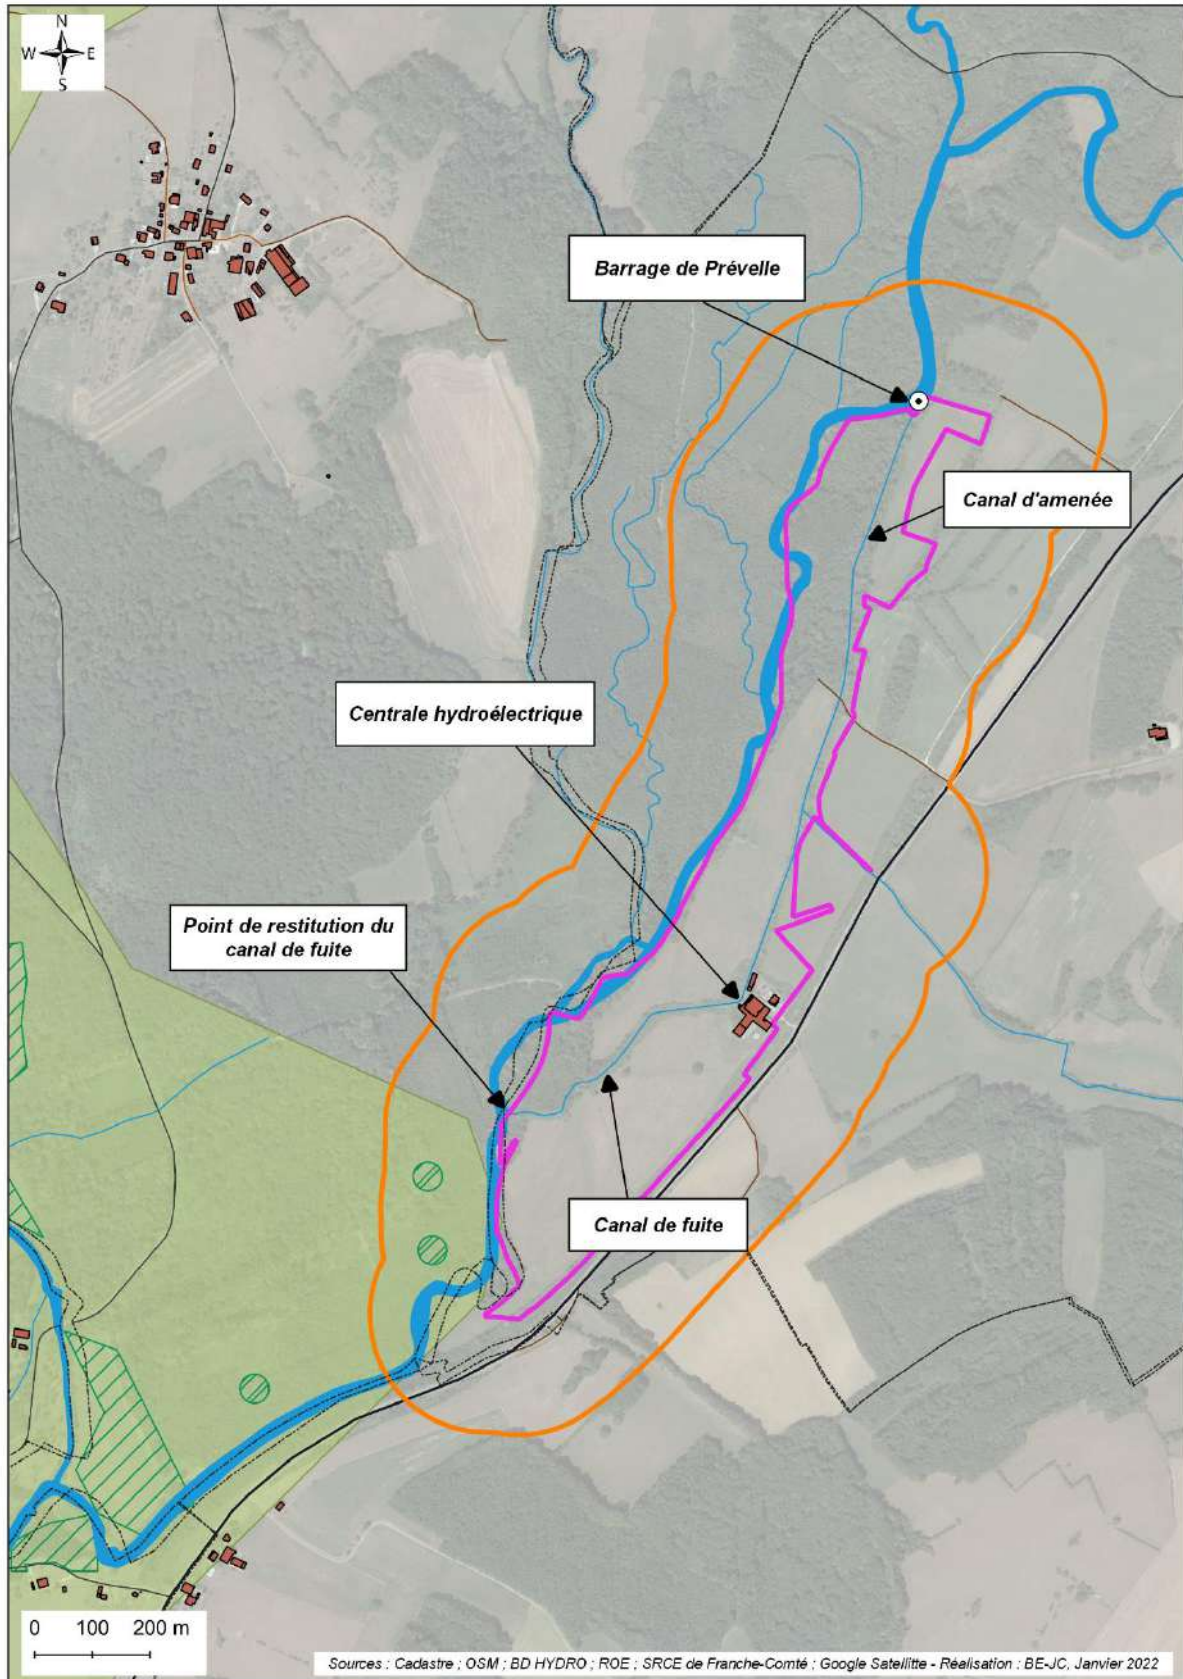 N
W E
S
Barrage de Prévelle
Canal d'amenée
Centrale hydroélectrique
Point de restitution du
canal de fuite
Canal de fuite
0 100 200 m
Sources : Cadastre ; OSM ; BD HYDRO ; ROE ; SRCE de Franche-Comté ; Google Satellitte - Réalisation : BE-JC, Janvier 2022